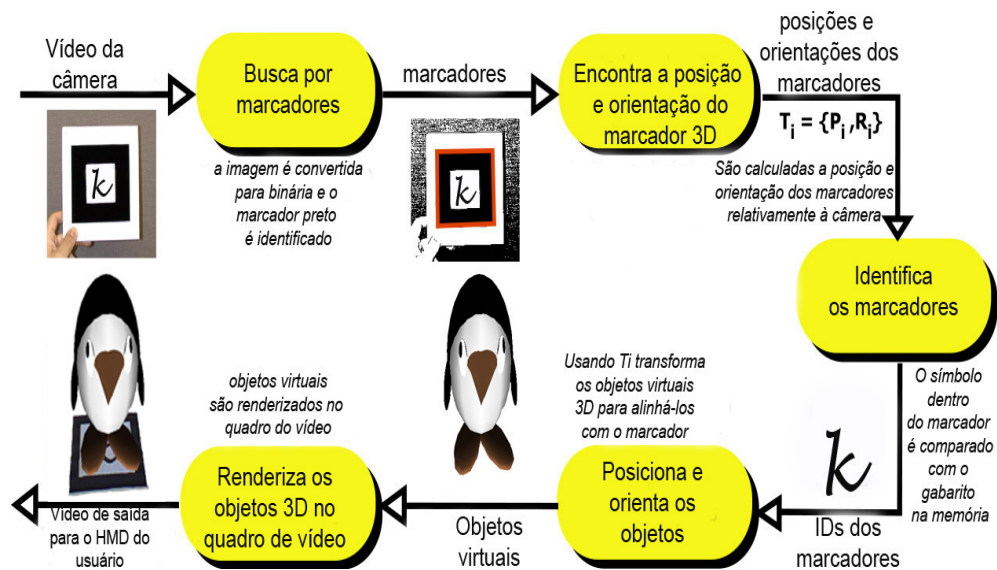 Vídeo da
câmera
Busca por
marcadores
a imagem é convertida
para binária e o
marcador preto
é identificado
k
marcadores
k
Encontra a posição
e orientação do
marcador 3D
posições e
orientações dos
marcadores
Ti = {Pi ,Ri}
São calculadas a posição e
orientação dos marcadores
relativamente à câmera
Identifica
os marcadores
O símbolo
dentro
do marcador
é comparado
com o
gabarito
na memória
k
IDs dos
marcadores
Usando Ti transforma
os objetos virtuais
3D para alinhá-los
com o marcador
Posiciona e
orienta os
objetos
Objetos
virtuais
objetos virtuais
são renderizados no
quadro do vídeo
Renderiza os
objetos 3D no
quadro de vídeo
Vídeo de saída
para o HMD do
usuário